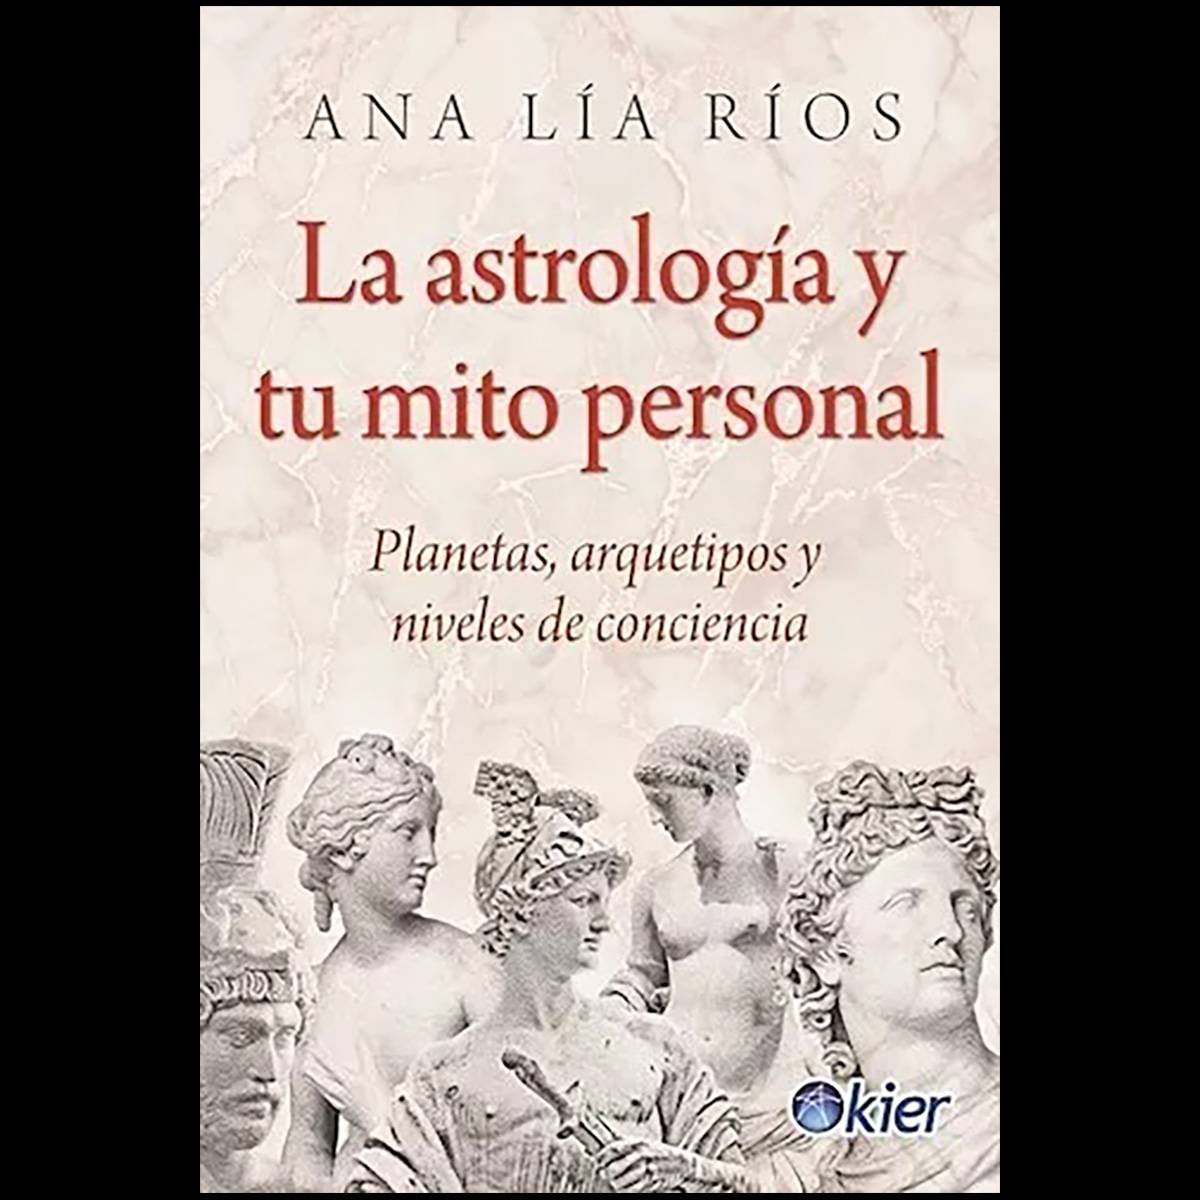 ANA LÍA RÍOS
La astrología y
tu mito personal
Planetas, arquetipos y
niveles de conciencia
kier